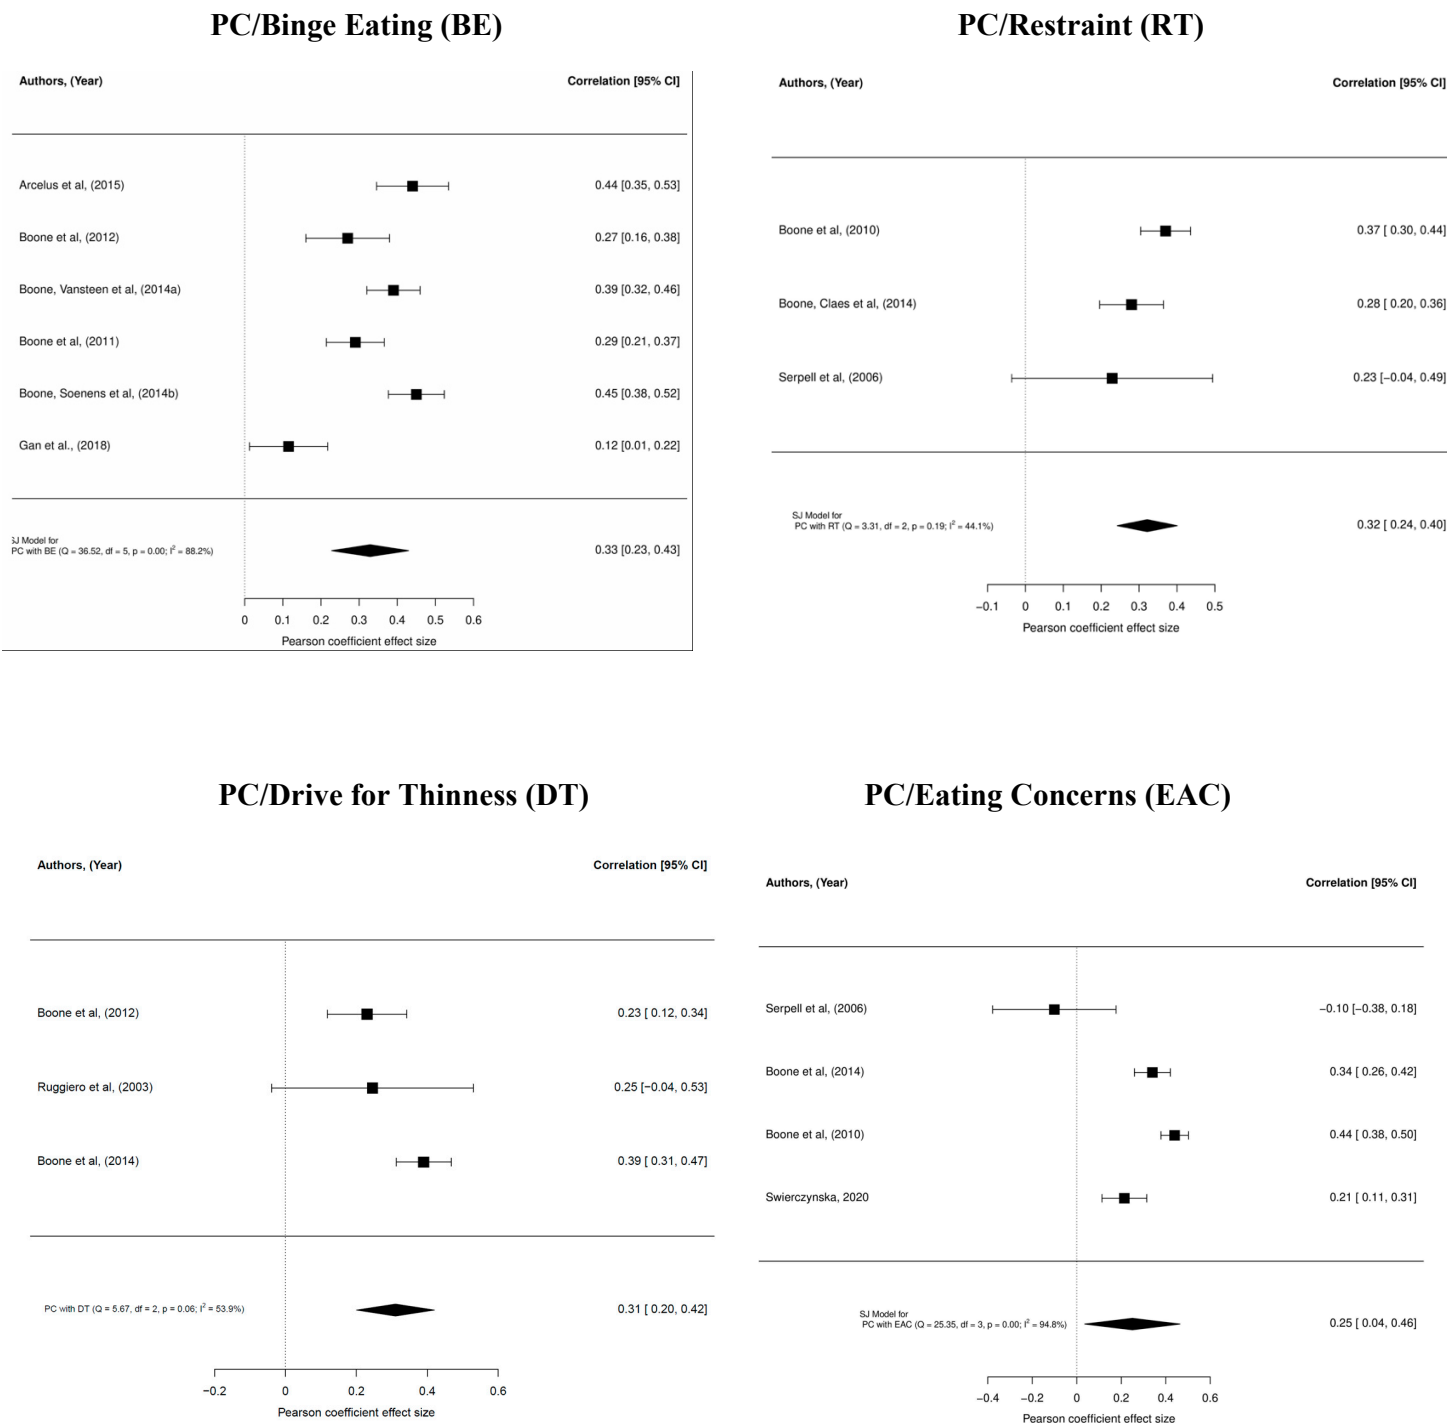 PC/Binge Eating (BE)
Authors, (Year) Correlation [95% CI]
Arcelus et al, (2015) 0.44 [0.35, 0.53]
Boone et al, (2012) 0.27 [0.16, 0.38]
Boone, Vansteen et al, (2014a) 0.39 [0.32, 0.46]
Boone et al, (2011) 0.29 [0.21, 0.37]
Boone, Soenens et al, (2014b) 0.45 [0.38, 0.52]
Gan et al., (2018) 0.12 [0.01, 0.22]
SJ Model for
PC with BE (Q = 36.52, df = 5, p = 0.00; I² = 88.2%) 0.33 [0.23, 0.43]
0 0.1 0.2 0.3 0.4 0.5 0.6
Pearson coefficient effect size
PC/Restraint (RT)
Authors, (Year) Correlation [95% CI]
Boone et al, (2010) 0.37 [ 0.30, 0.44]
Boone, Claes et al, (2014) 0.28 [ 0.20, 0.36]
Serpell et al, (2006) 0.23 [−0.04, 0.49]
SJ Model for
PC with RT (Q = 3.31, df = 2, p = 0.19; I² = 44.1%) 0.32 [ 0.24, 0.40]
−0.1 0 0.1 0.2 0.3 0.4 0.5
Pearson coefficient effect size
PC/Drive for Thinness (DT)
Authors, (Year) Correlation [95% CI]
Boone et al, (2012) 0.23 [ 0.12, 0.34]
Ruggiero et al, (2003) 0.25 [−0.04, 0.53]
Boone et al, (2014) 0.39 [ 0.31, 0.47]
PC with DT (Q = 5.67, df = 2, p = 0.06; I² = 53.9%) 0.31 [ 0.20, 0.42]
−0.2 0 0.2 0.4 0.6
Pearson coefficient effect size
PC/Eating Concerns (EAC)
Authors, (Year) Correlation [95% CI]
Serpell et al, (2006) −0.10 [−0.38, 0.18]
Boone et al, (2014) 0.34 [ 0.26, 0.42]
Boone et al, (2010) 0.44 [ 0.38, 0.50]
Swierczynska, 2020 0.21 [ 0.11, 0.31]
SJ Model for
PC with EAC (Q = 25.35, df = 3, p = 0.00; I² = 94.8%) 0.25 [ 0.04, 0.46]
−0.4 −0.2 0 0.2 0.4 0.6
Pearson coefficient effect size